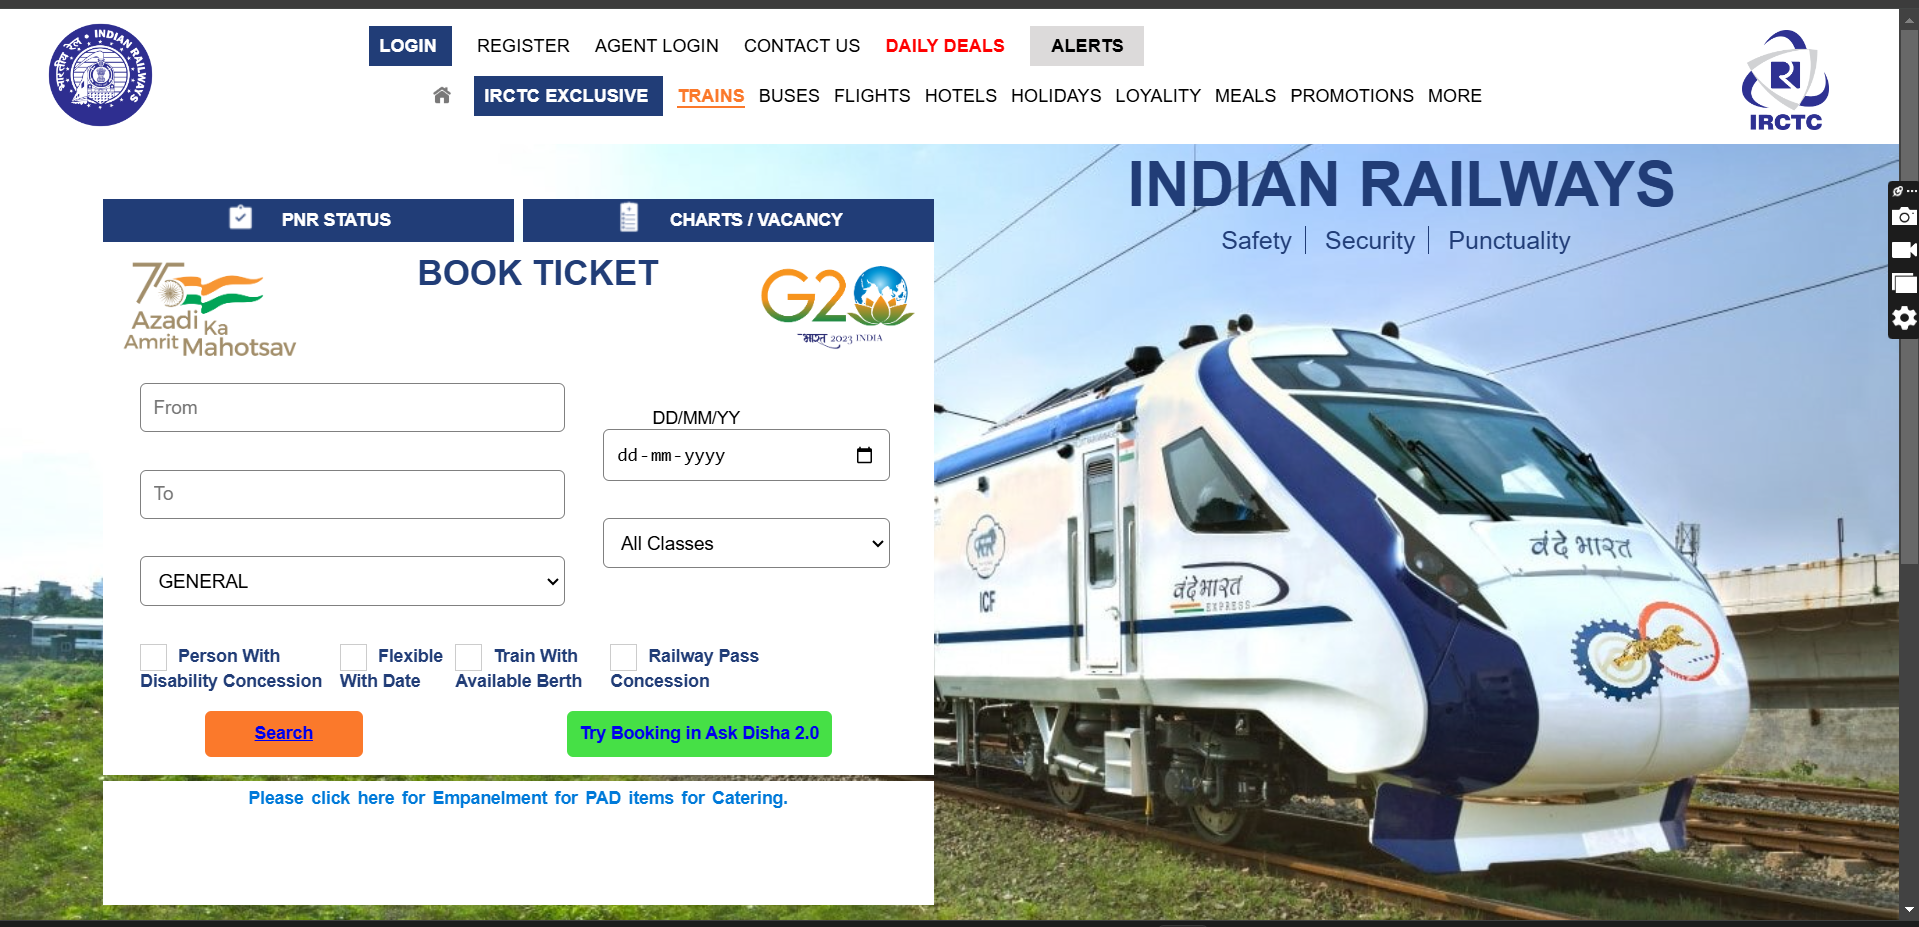 भारतीय रेल INDIAN RAILWAYS
LOGIN REGISTER AGENT LOGIN CONTACT US DAILY DEALS ALERTS
IRCTC EXCLUSIVE TRAINS BUSES FLIGHTS HOTELS HOLIDAYS LOYALITY MEALS PROMOTIONS MORE
IRCTC
PNR STATUS
CHARTS / VACANCY
75
Azadi Ka
Amrit Mahotsav
BOOK TICKET
G20
भारत 2023 INDIA
From
To
GENERAL
DD/MM/YY
dd-mm-yyyy
All Classes
Person With
Disability Concession
Flexible
With Date
Train With
Available Berth
Railway Pass
Concession
Search
Try Booking in Ask Disha 2.0
Please click here for Empanelment for PAD items for Catering.
INDIAN RAILWAYS
Safety | Security | Punctuality
वंदे भारत
वंदे भारत
EXPRESS
ICF